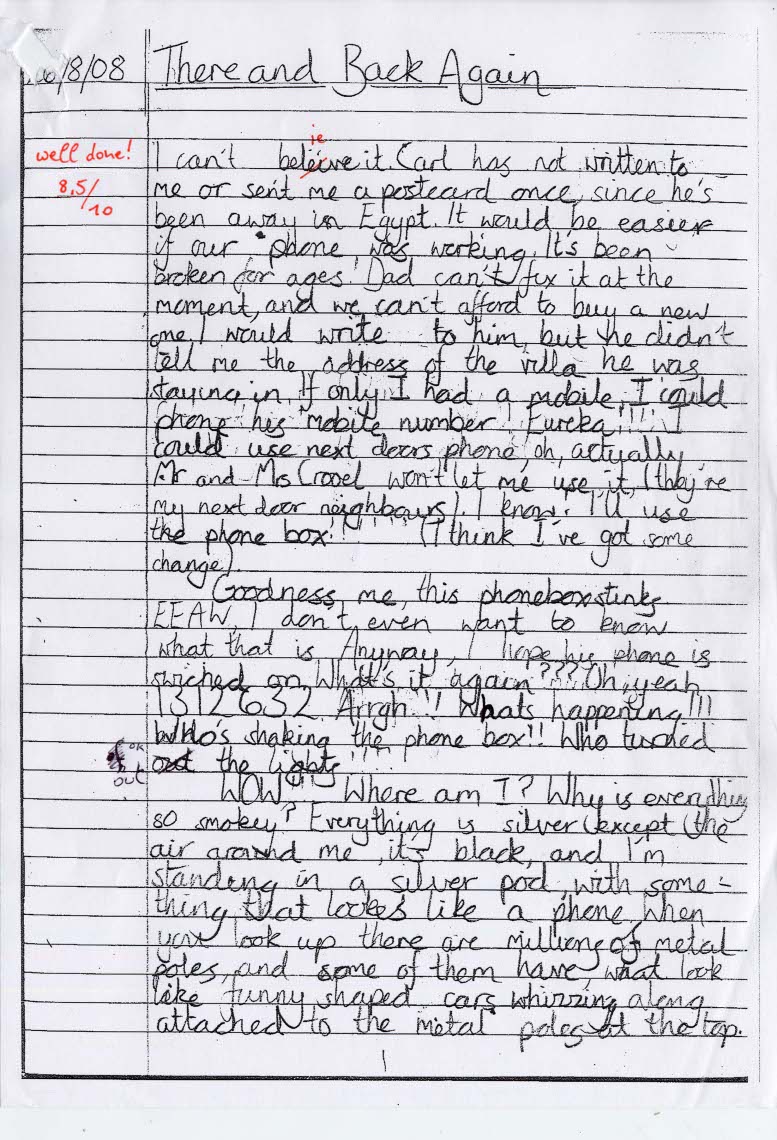 /8/08 There and Back Again
well done!
8,5/10
ie
I can't beleive it. Carl has not written to
me or sent me a postcard once, since he's
been away in Egypt. It would be easier
if our phone was working. It's been
broken for ages! Dad can't fix it at the
moment, and we can't afford to buy a new
one. I would write to him, but he didn't
tell me the address of the villa he was
staying in. If only I had a mobile, I could
phone his mobile number! Eureka!!!! I
could use next doors phone, oh, actually
Mr and Ms won't let me use it, (they're
my next door neighbours). I know. I'll use
the phone box!! (I think I've got some
change).
Goodness me, this phonebox stinks
EEAW, I don't even want to know
what that is. Anyway, I hope his phone is
swiched on. What's it again??? Oh, yeah
1312632 Arrgh!! Whats happening!!!
Who's shaking the phone box!! Who turned
out the lights!!!
out
WOW!! Where am I? Why is everything
so smokey? Everything is silver (except (the
air around me, it's black, and I'm
standing in a silver pod, with some-
thing that lookes like a phone, when
you look up there are millions of metal
poles, and some of them have, what look
like funny shaped cars whizzing along
attached to the metal poles at the top.
1